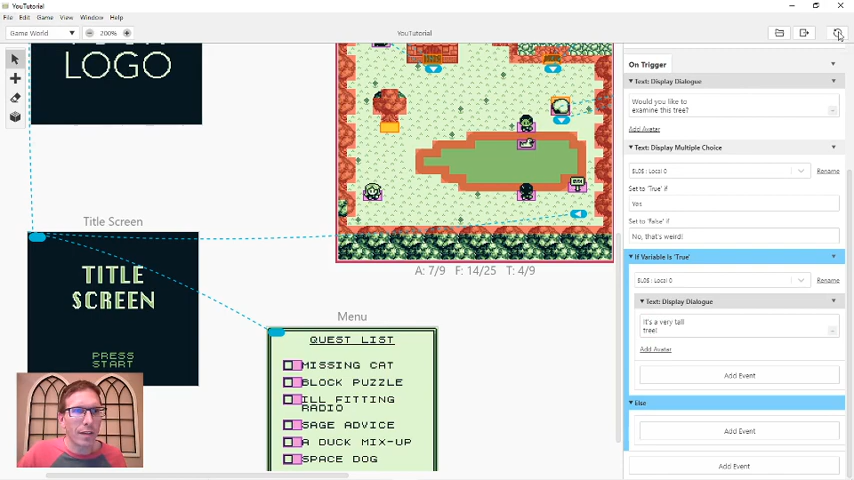 YouTutorial
File Edit Game View Window Help
Game World
200%
YouTutorial
LOGO
Title Screen
TITLE
SCREEN
PRESS
START
A: 7/9 F: 14/25 T: 4/9
Menu
QUEST LIST
MISSING CAT
BLOCK PUZZLE
ILL FITTING
RADIO
SAGE ADVICE
A DUCK MIX-UP
SPACE DOG
On Trigger
Text: Display Dialogue
Would you like to
examine this tree?
Add Avatar
Text: Display Multiple Choice
$L0$ : Local 0
Rename
Set to 'True' if
Yes.
Set to 'False' if
No, that's weird!
If Variable Is 'True'
$L0$ : Local 0
Rename
Text: Display Dialogue
It's a very tall
tree!
Add Avatar
Add Event
Else
Add Event
Add Event